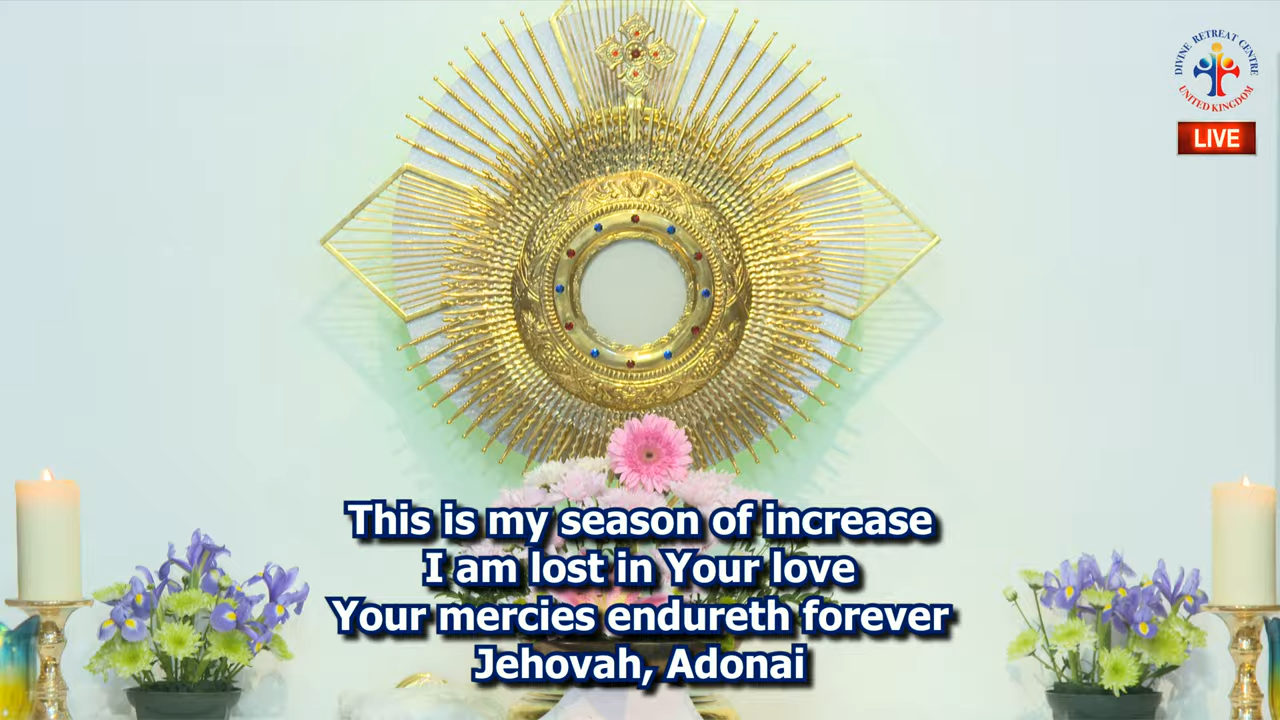 DIVINE RETREAT CENTRE
UNITED KINGDOM
LIVE
This is my season of increase
I am lost in Your love
Your mercies endureth forever
Jehovah, Adonai